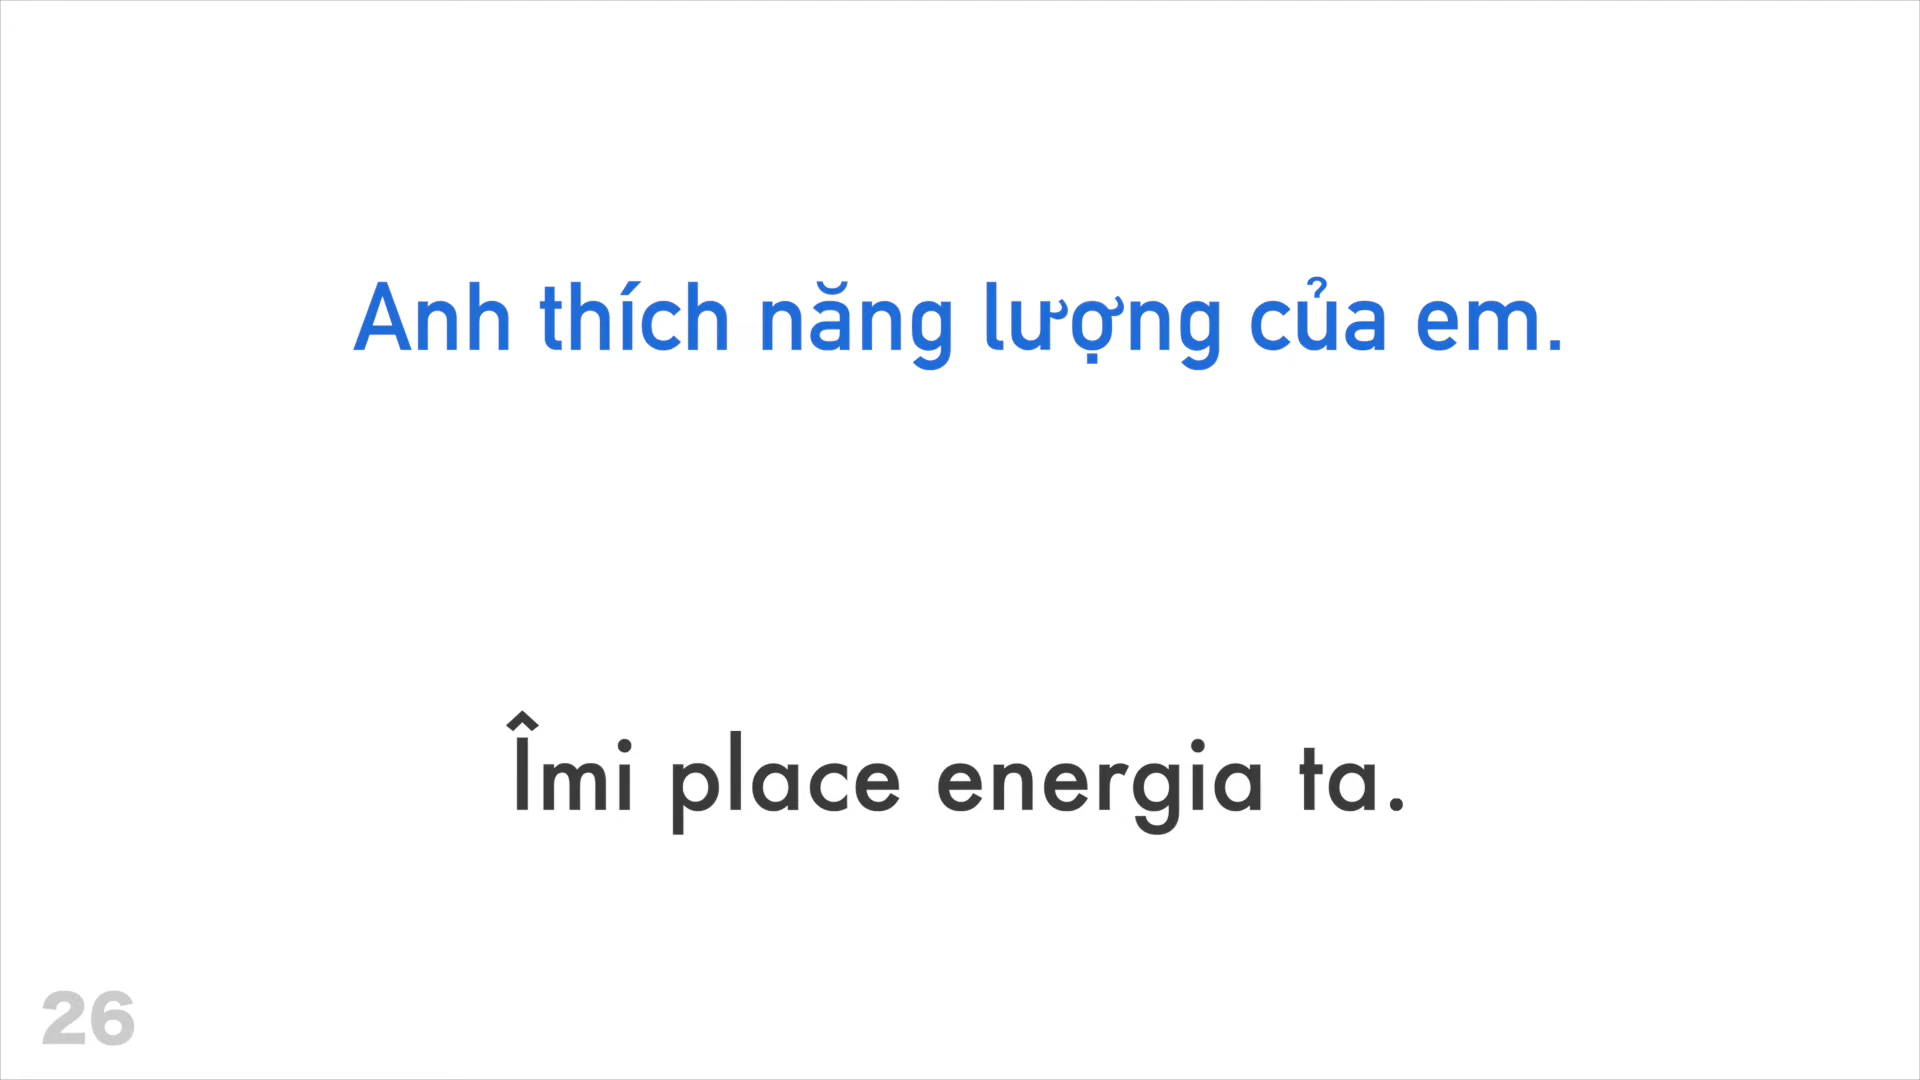 Anh thích năng lượng của em.
Îmi place energia ta.
26